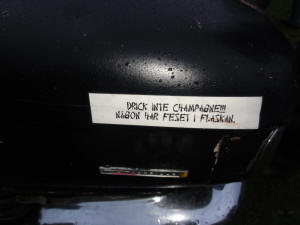 DRICK INTE CHAMPAGNE!!!
NÅGON HAR FESET I FLASKAN.